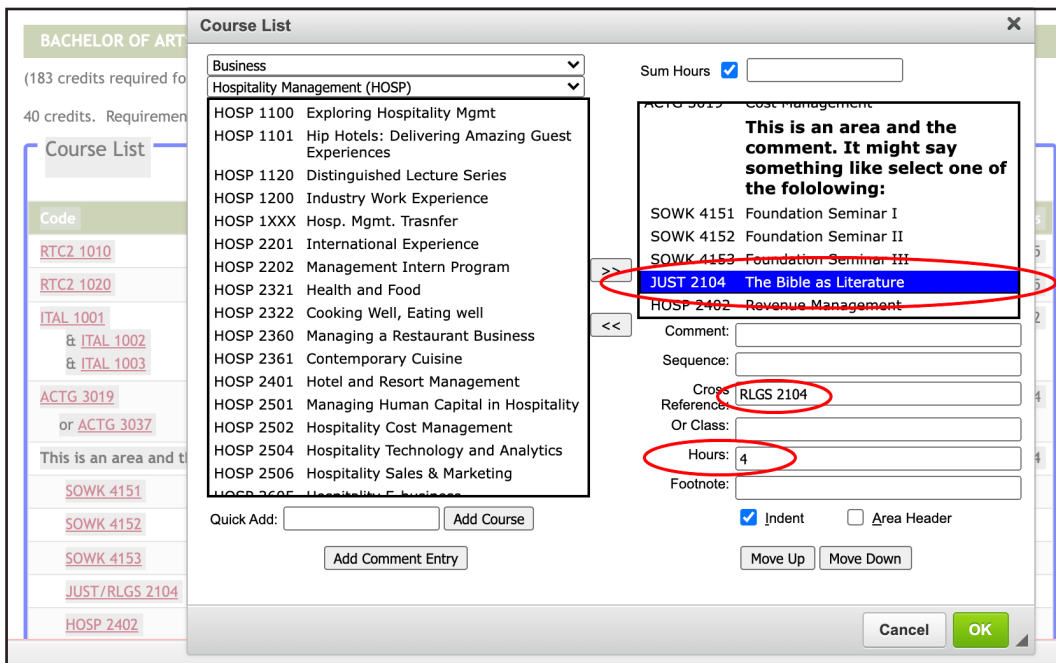 Course List
BACHELOR OF ART
(183 credits required fo
40 credits. Requiremen
Course List
Code
RTC2 1010
RTC2 1020
ITAL 1001
& ITAL 1002
& ITAL 1003
ACTG 3019
or ACTG 3037
This is an area and t
SOWK 4151
SOWK 4152
SOWK 4153
JUST/RLGS 2104
HOSP 2402
Business
Hospitality Management (HOSP)
HOSP 1100 Exploring Hospitality Mgmt
HOSP 1101 Hip Hotels: Delivering Amazing Guest
Experiences
HOSP 1120 Distinguished Lecture Series
HOSP 1200 Industry Work Experience
HOSP 1XXX Hosp. Mgmt. Trasnfer
HOSP 2201 International Experience
HOSP 2202 Management Intern Program
HOSP 2321 Health and Food
HOSP 2322 Cooking Well, Eating well
HOSP 2360 Managing a Restaurant Business
HOSP 2361 Contemporary Cuisine
HOSP 2401 Hotel and Resort Management
HOSP 2501 Managing Human Capital in Hospitality
HOSP 2502 Hospitality Cost Management
HOSP 2504 Hospitality Technology and Analytics
HOSP 2506 Hospitality Sales & Marketing
HOSP 2605 Hospitality E-business
Quick Add:
Add Course
Add Comment Entry
>>
<<
Sum Hours
ACTG 3019 Cost Management
This is an area and the
comment. It might say
something like select one of
the fololowing:
SOWK 4151 Foundation Seminar I
SOWK 4152 Foundation Seminar II
SOWK 4153 Foundation Seminar III
JUST 2104 The Bible as Literature
HOSP 2402 Revenue Management
Comment:
Sequence:
Cross
Reference:
RLGS 2104
Or Class:
Hours: 4
Footnote:
Indent
Area Header
Move Up
Move Down
Cancel
OK
s
5
5
2
4
4